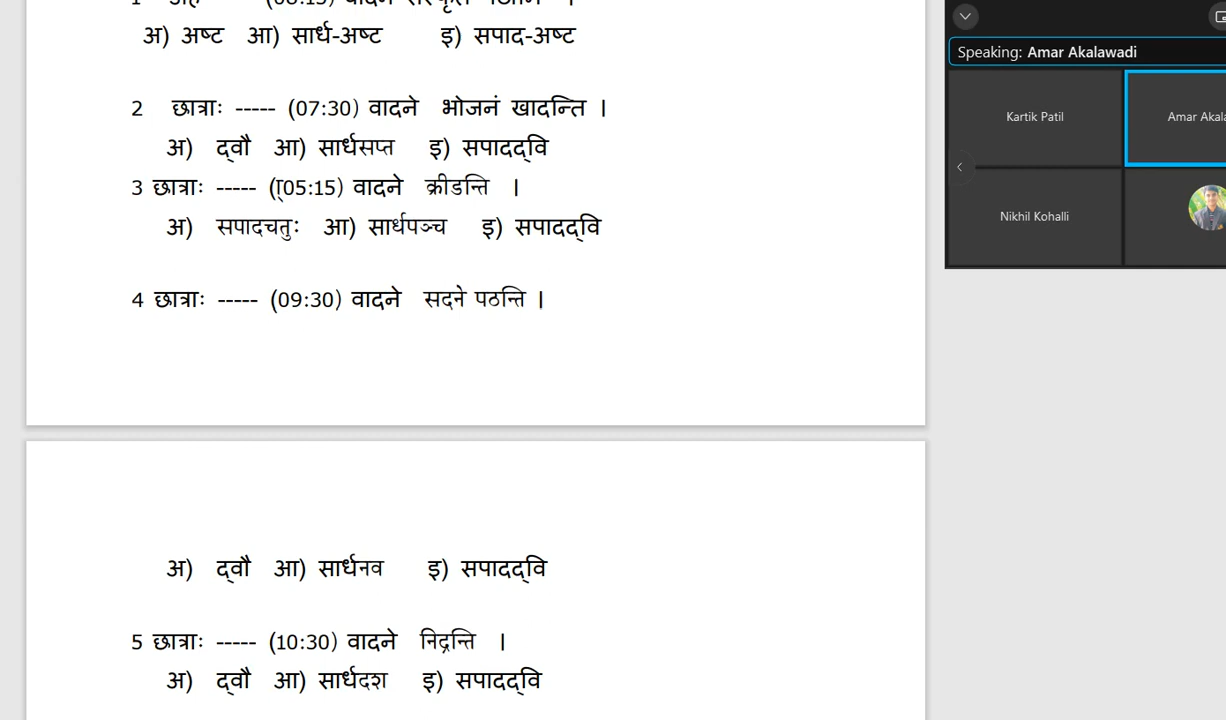 अ) अष्ट आ) सार्ध-अष्ट इ) सपाद-अष्ट
2 छात्राः ----- (07:30) वादने भोजनं खादन्ति ।
अ) द्वौ आ) सार्धसप्त इ) सपादद्वि
3 छात्राः ----- (05:15) वादने क्रीडन्ति ।
अ) सपादचतुः आ) सार्धपञ्च इ) सपादद्वि
4 छात्राः ----- (09:30) वादने सदने पठन्ति ।
अ) द्वौ आ) सार्धनव इ) सपादद्वि
5 छात्राः ----- (10:30) वादने निद्रन्ति ।
अ) द्वौ आ) सार्धदश इ) सपादद्वि
Speaking: Amar Akalawadi
Kartik Patil
Amar Akala
Nikhil Kohalli